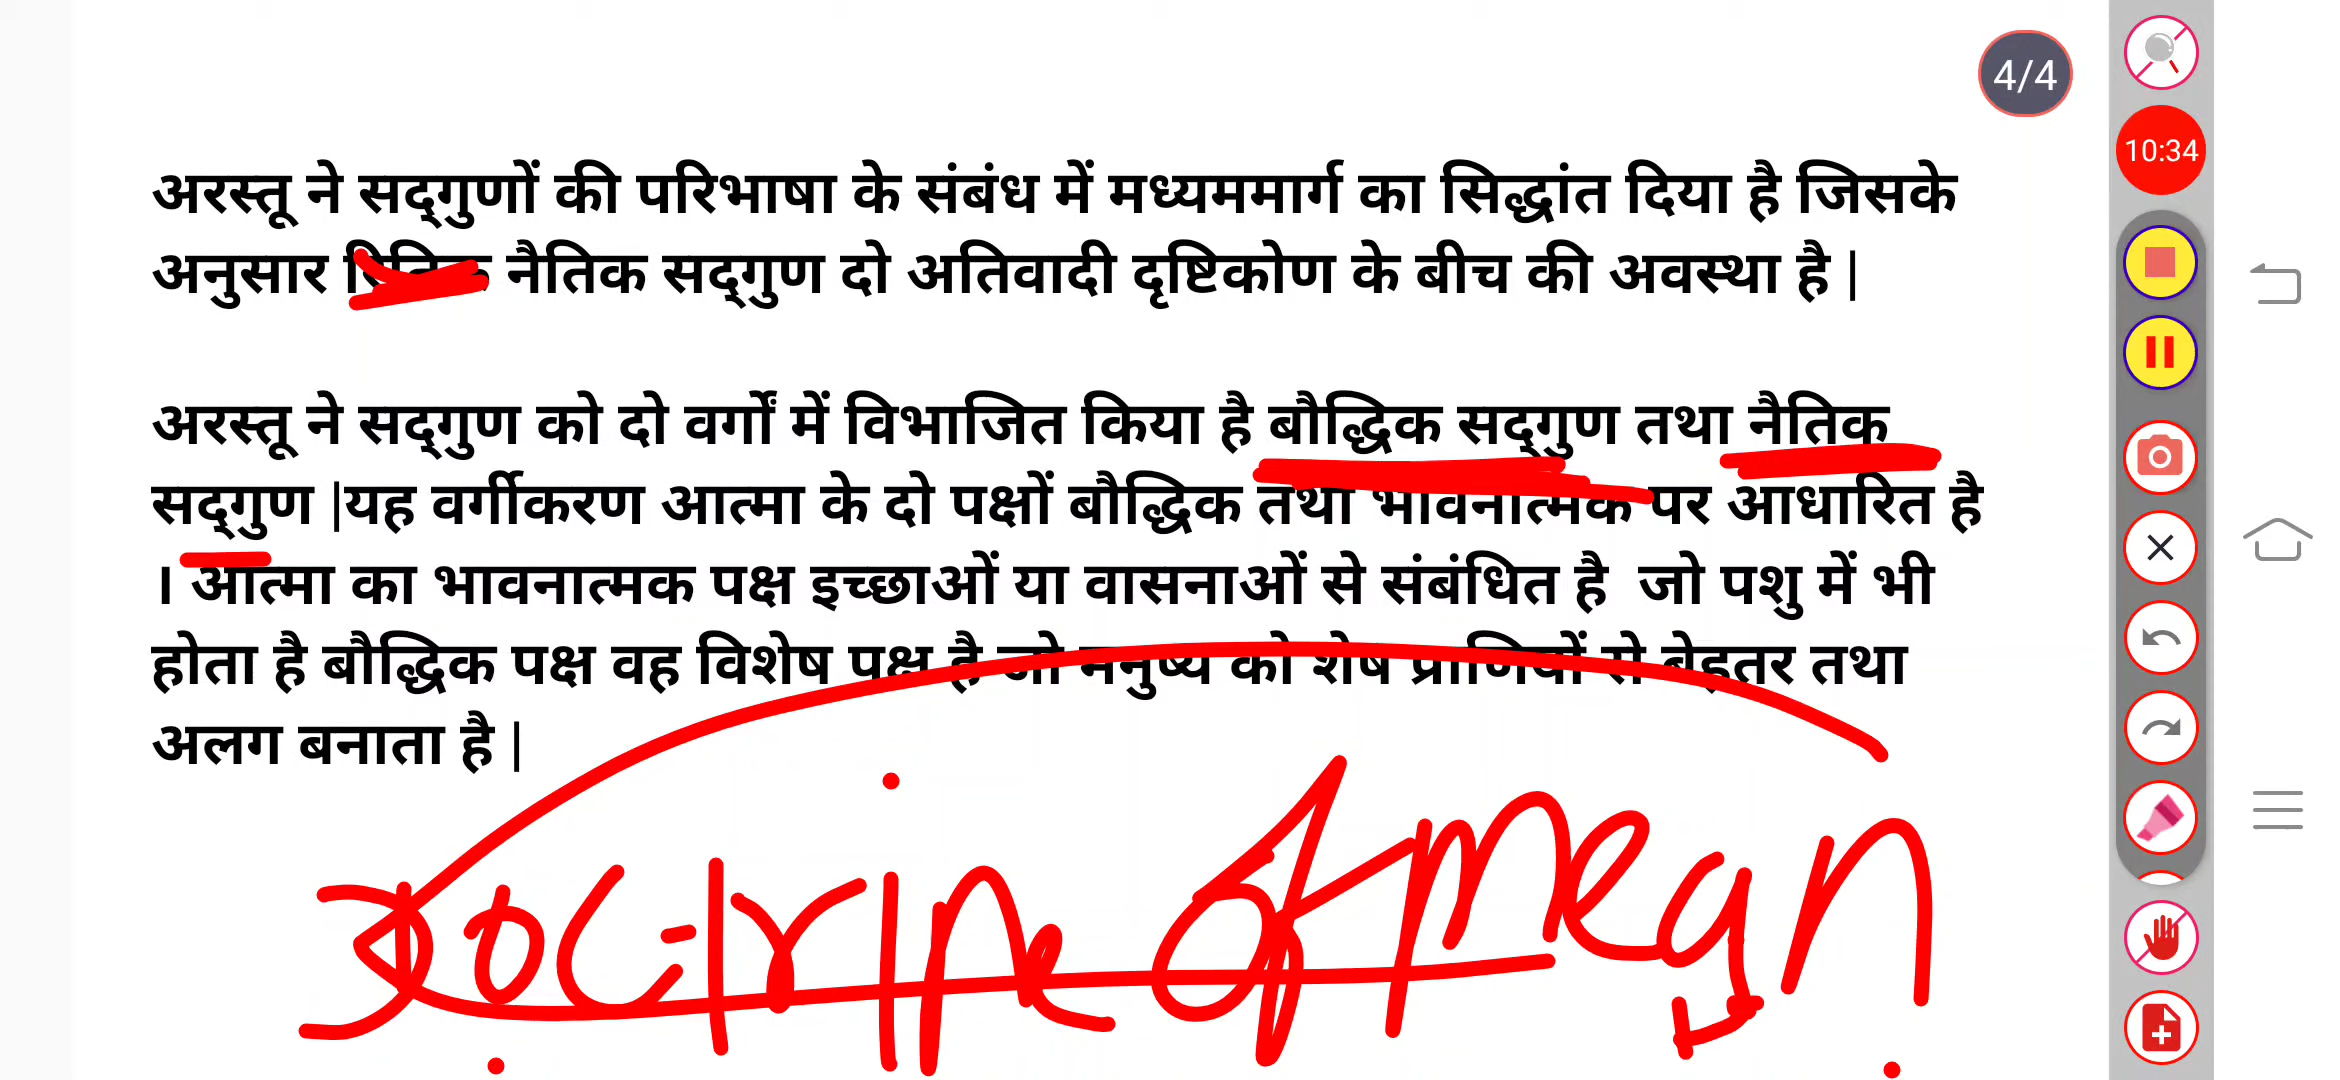 4/4
10:34
अरस्तू ने सद्गुणों की परिभाषा के संबंध में मध्यममार्ग का सिद्धांत दिया है जिसके
अनुसार नैतिक सद्गुण दो अतिवादी दृष्टिकोण के बीच की अवस्था है |
अरस्तू ने सद्गुण को दो वर्गों में विभाजित किया है बौद्धिक सद्गुण तथा नैतिक
सद्गुण |यह वर्गीकरण आत्मा के दो पक्षों बौद्धिक तथा भावनात्मक पर आधारित है
। आत्मा का भावनात्मक पक्ष इच्छाओं या वासनाओं से संबंधित है जो पशु में भी
होता है बौद्धिक पक्ष वह विशेष पक्ष है जो मनुष्य को शेष प्राणियों से बेहतर तथा
अलग बनाता है |
Doctrine of mean